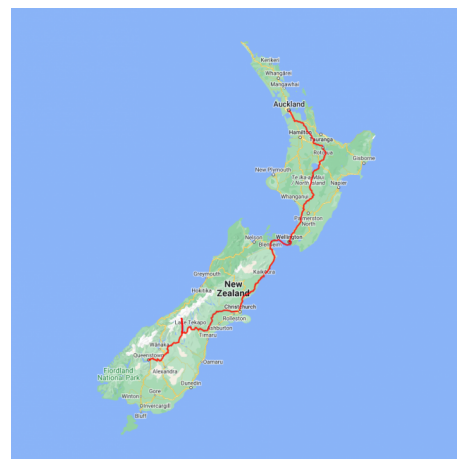 Kerikeri
Whangārei
Mangawhai
Auckland
Hamilton
Tauranga
Rotorua
Gisborne
New Plymouth
Te Ika-a-Māui
North Island
Napier
Whanganui
Palmerston
North
Nelson
Wellington
Blenheim
Kaikōura
Greymouth
Hokitika
New
Zealand
Christchurch
Rolleston
Lake Tekapo
Ashburton
Timaru
Wānaka
Queenstown
Oamaru
Fiordland
National Park
Alexandra
Dunedin
Gore
Winton
Invercargill
Bluff